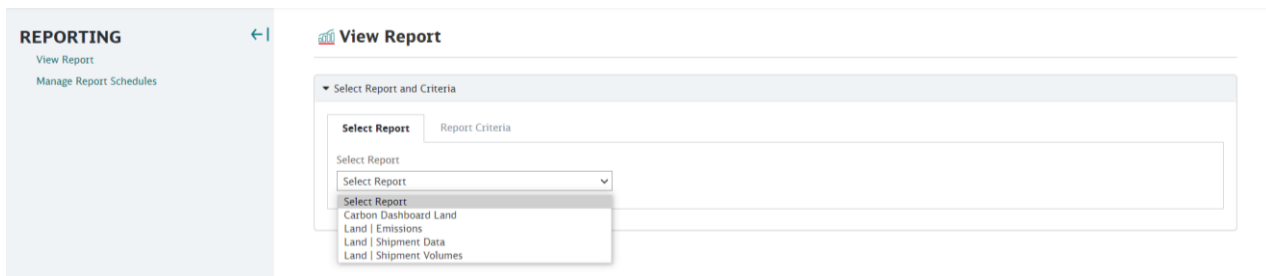 REPORTING
View Report
Manage Report Schedules
View Report
Select Report and Criteria
Select Report
Report Criteria
Select Report
Select Report
Select Report
Carbon Dashboard Land
Land | Emissions
Land | Shipment Data
Land | Shipment Volumes